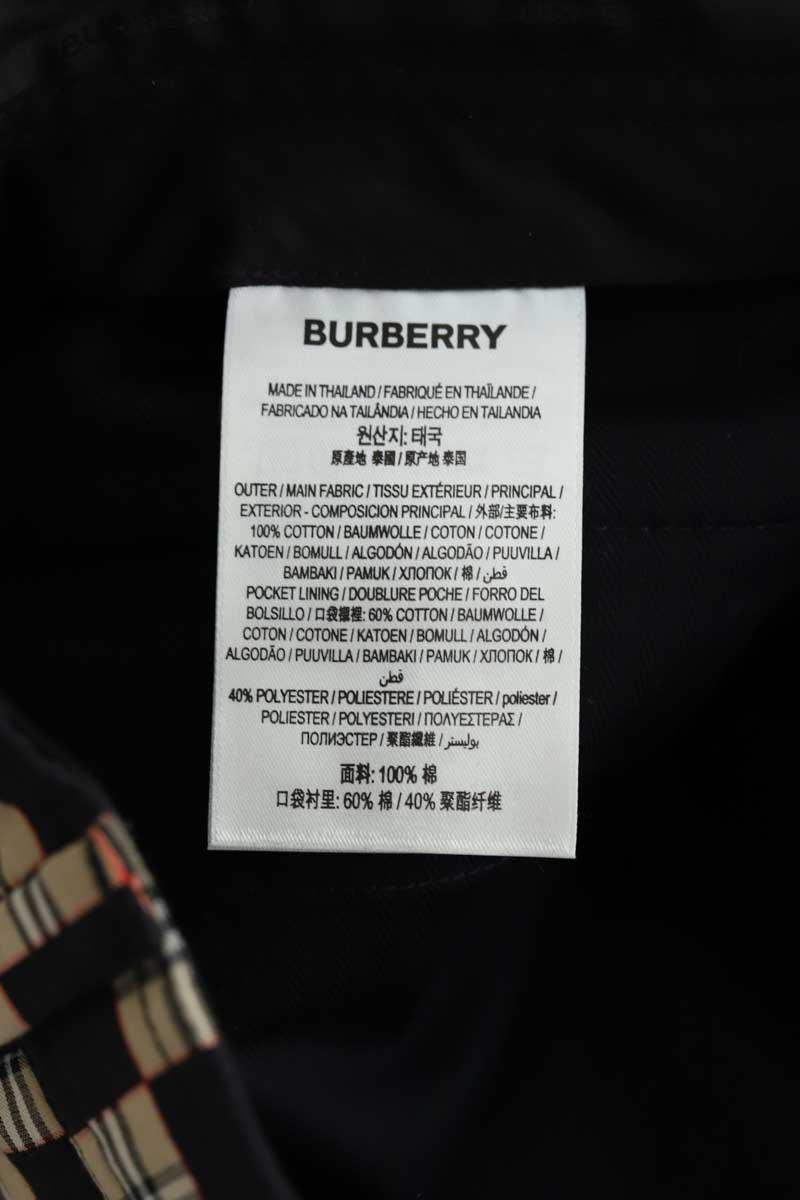 BURBERRY
MADE IN THAILAND / FABRIQUÉ EN THAÏLANDE /
FABRICADO NA TAILÂNDIA / HECHO EN TAILANDIA
원산지: 태국
原產地 泰國 / 原产地 泰国
OUTER / MAIN FABRIC / TISSU EXTÉRIEUR / PRINCIPAL /
EXTERIOR - COMPOSICION PRINCIPAL / 外部/主要布料:
100% COTTON / BAUMWOLLE / COTON / COTONE /
KATOEN / BOMULL / ALGODÓN / ALGODÃO / PUUVILLA /
BAMBAKI / PAMUK / ХЛОПОК / 棉 / قطن
POCKET LINING / DOUBLURE POCHE / FORRO DEL
BOLSILLO / 口袋襯裡: 60% COTTON / BAUMWOLLE /
COTON / COTONE / KATOEN / BOMULL / ALGODÓN /
ALGODÃO / PUUVILLA / BAMBAKI / PAMUK / ХЛОПОК / 棉 /
قطن
40% POLYESTER / POLIESTERE / POLIÉSTER / poliester /
POLIESTER / POLYESTERI / ΠΟΛΥΕΣΤΕΡΑΣ /
ПОЛИЭСТЕР / 聚酯纖維 / بوليستر
面料: 100% 棉
口袋衬里: 60% 棉 / 40% 聚酯纤维